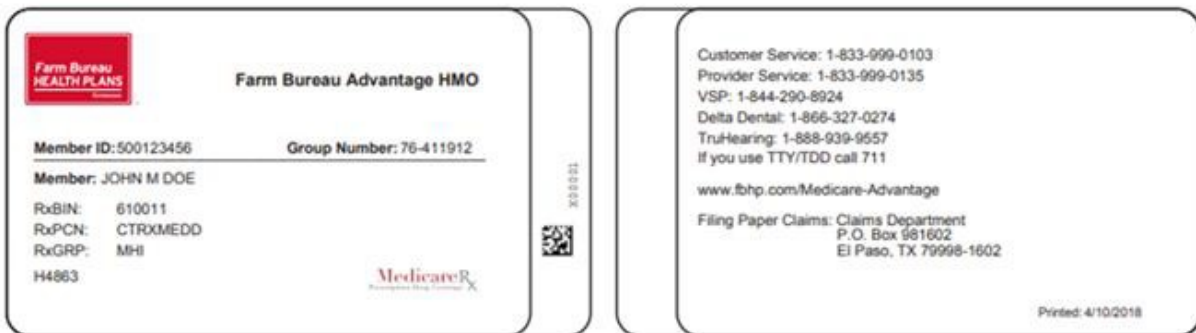 Farm Bureau
HEALTH PLANS
Farm Bureau Advantage HMO
Member ID: 500123456 Group Number: 76-411912
Member: JOHN M DOE
RxBIN: 610011
RxPCN: CTRXMEDD
RxGRP: MHI
H4863
MedicareRx
Prescription Drug Coverage
X00001
Customer Service: 1-833-999-0103
Provider Service: 1-833-999-0135
VSP: 1-844-290-8924
Delta Dental: 1-866-327-0274
TruHearing: 1-888-939-9557
If you use TTY/TDD call 711
www.fbhp.com/Medicare-Advantage
Filing Paper Claims: Claims Department
P.O. Box 981602
El Paso, TX 79998-1602
Printed: 4/10/2018